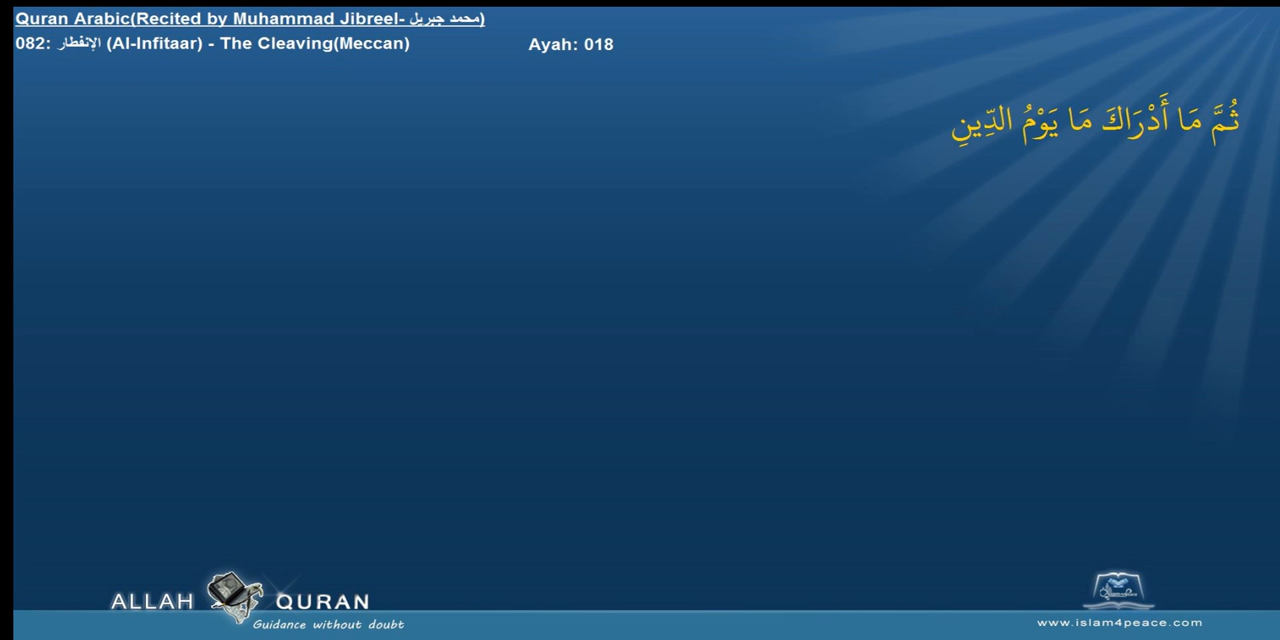 Quran Arabic(Recited by Muhammad Jibreel- محمد جبريل)
082: الإنفطار (Al-Infitaar) - The Cleaving(Meccan) Ayah: 018
ثُمَّ مَا أَدْرَاكَ مَا يَوْمُ الدِّينِ
ALLAH QURAN
Guidance without doubt
www.islam4peace.com